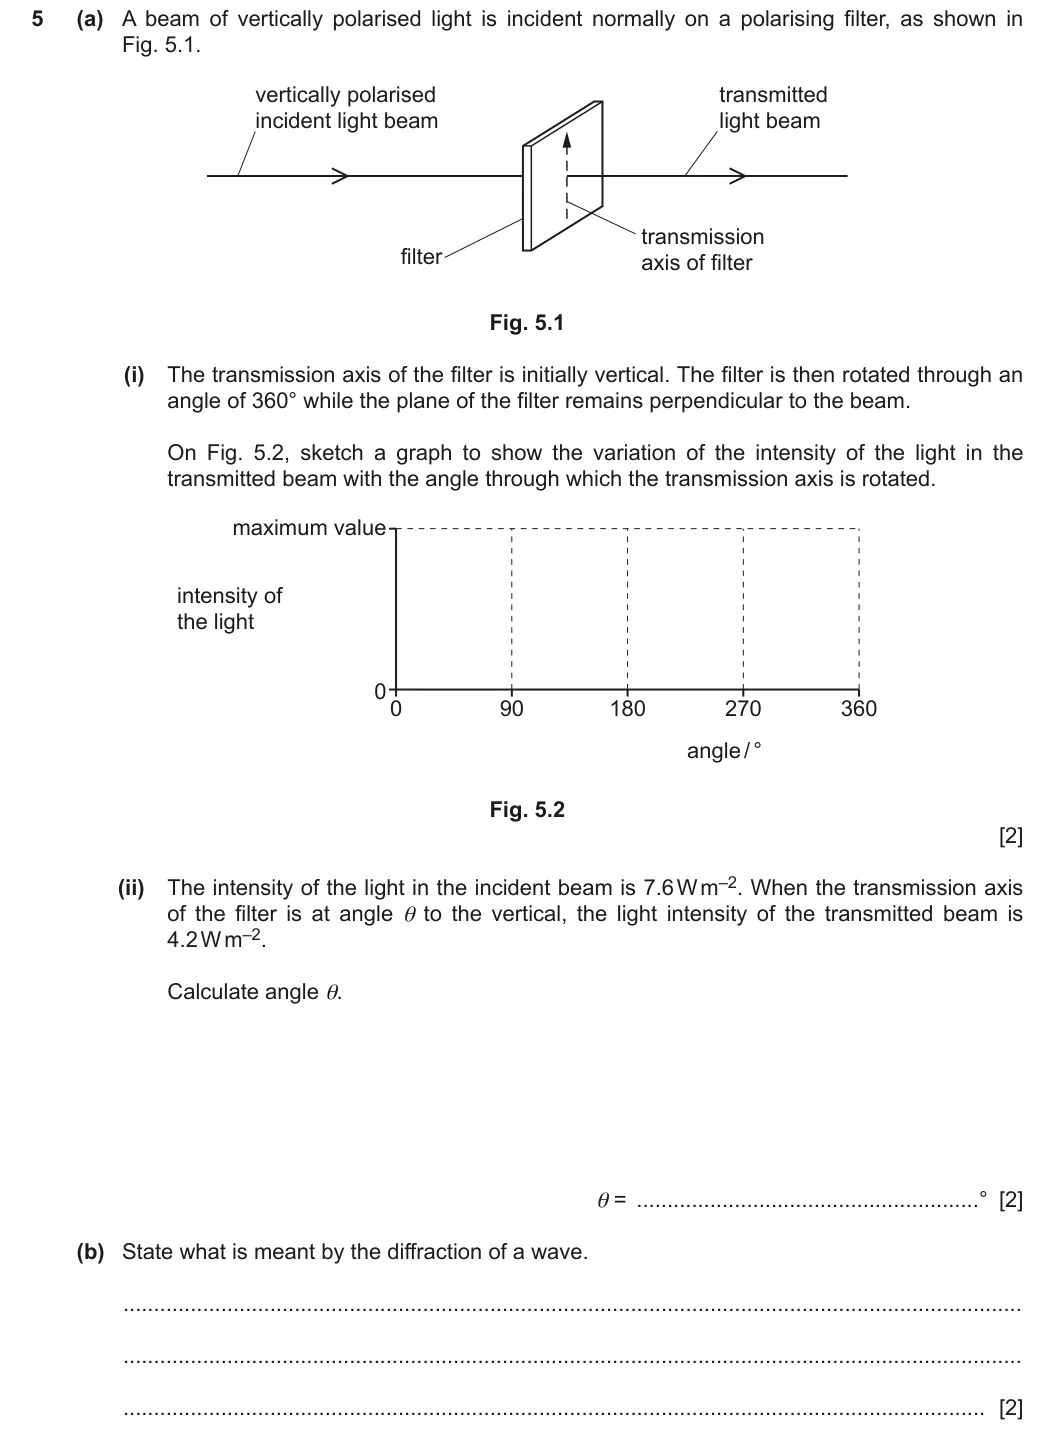 5 (a) A beam of vertically polarised light is incident normally on a polarising filter, as shown in
Fig. 5.1.
vertically polarised
incident light beam
transmitted
light beam
filter
transmission
axis of filter
Fig. 5.1
(i) The transmission axis of the filter is initially vertical. The filter is then rotated through an
angle of 360° while the plane of the filter remains perpendicular to the beam.
On Fig. 5.2, sketch a graph to show the variation of the intensity of the light in the
transmitted beam with the angle through which the transmission axis is rotated.
maximum value
intensity of
the light
0
0 90 180 270 360
angle / °
Fig. 5.2
[2]
(ii) The intensity of the light in the incident beam is 7.6 W m⁻². When the transmission axis
of the filter is at angle θ to the vertical, the light intensity of the transmitted beam is
4.2 W m⁻².
Calculate angle θ.
θ = ........................................................° [2]
(b) State what is meant by the diffraction of a wave.
....................................................................................................................................................
....................................................................................................................................................
.............................................................................................................................................. [2]